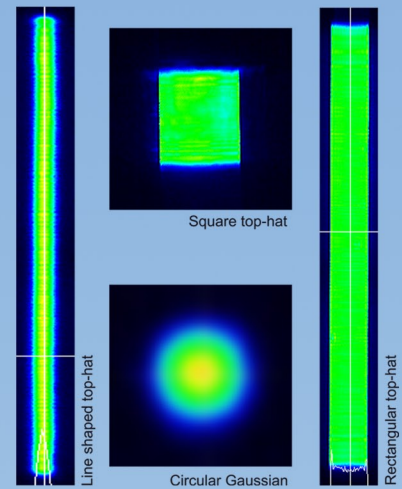 Line shaped top-hat
Square top-hat
Circular Gaussian
Rectangular top-hat